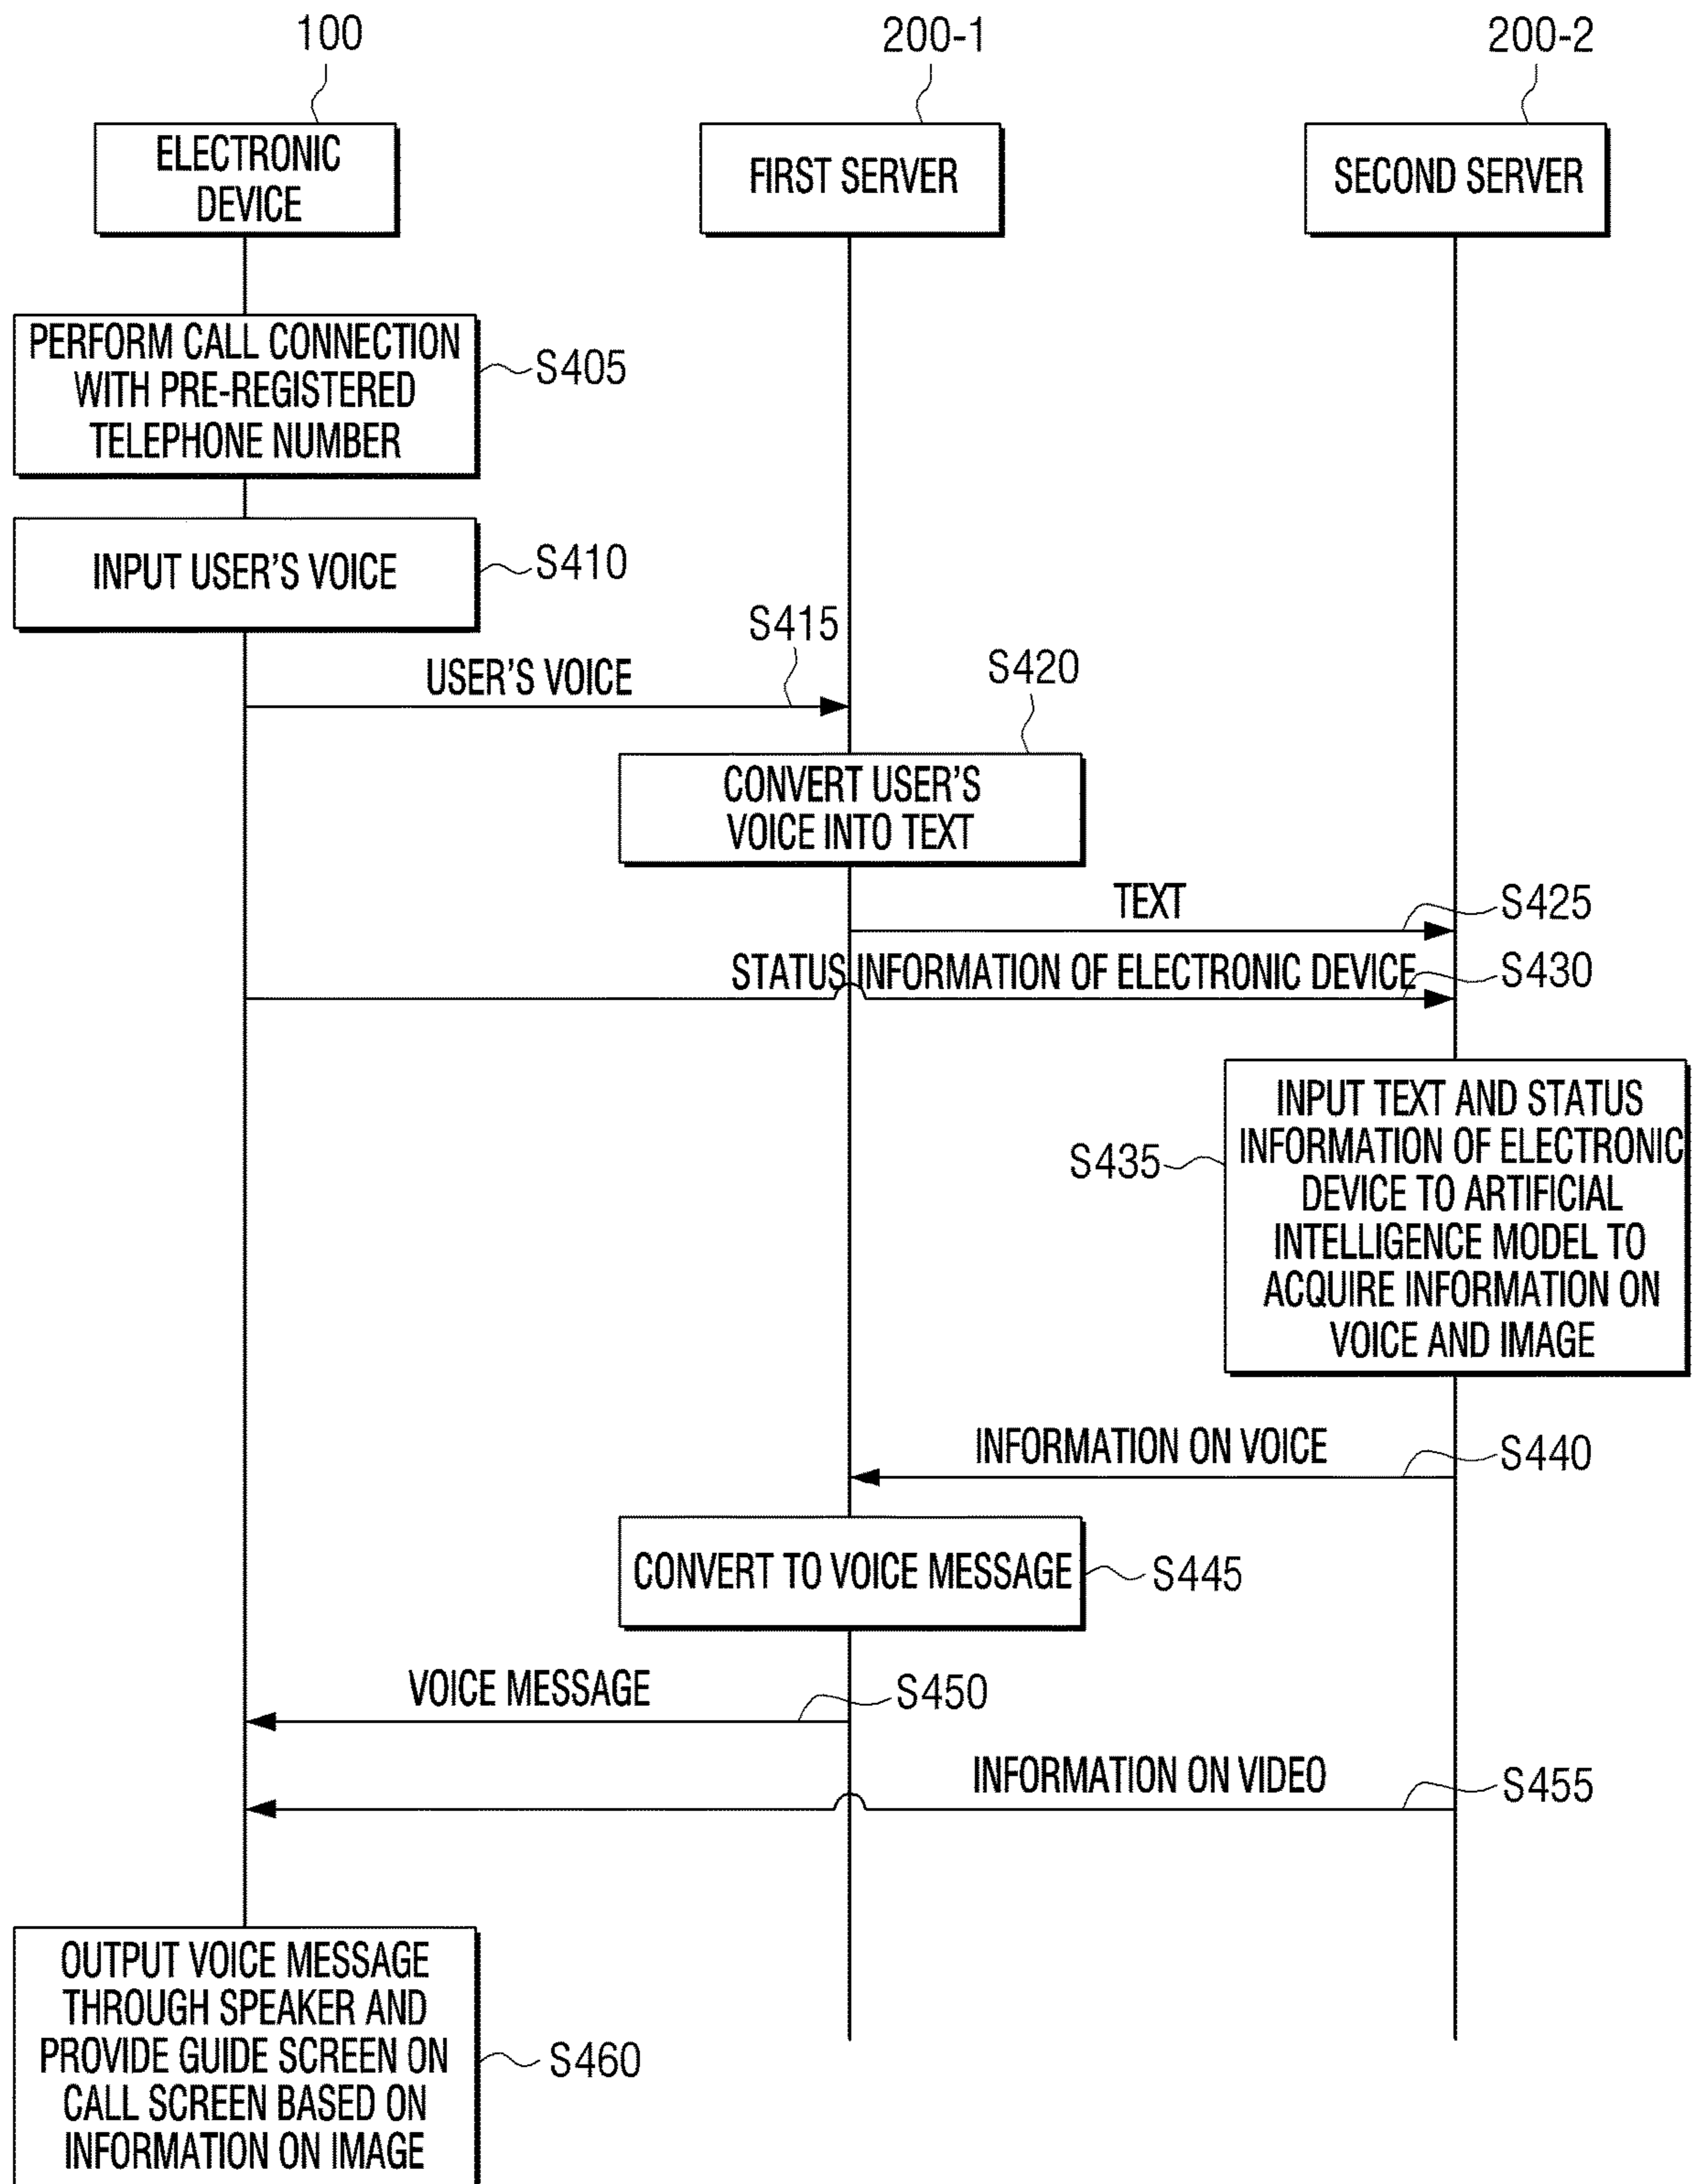 100
200-1
200-2
ELECTRONIC
DEVICE
FIRST SERVER
SECOND SERVER
PERFORM CALL CONNECTION
WITH PRE-REGISTERED
TELEPHONE NUMBER
S405
INPUT USER'S VOICE
S410
S415
USER'S VOICE
S420
CONVERT USER'S
VOICE INTO TEXT
TEXT
S425
STATUS INFORMATION OF ELECTRONIC DEVICE
S430
INPUT TEXT AND STATUS
INFORMATION OF ELECTRONIC
DEVICE TO ARTIFICIAL
INTELLIGENCE MODEL TO
ACQUIRE INFORMATION ON
VOICE AND IMAGE
S435
INFORMATION ON VOICE
S440
CONVERT TO VOICE MESSAGE
S445
VOICE MESSAGE
S450
INFORMATION ON VIDEO
S455
OUTPUT VOICE MESSAGE
THROUGH SPEAKER AND
PROVIDE GUIDE SCREEN ON
CALL SCREEN BASED ON
INFORMATION ON IMAGE
S460